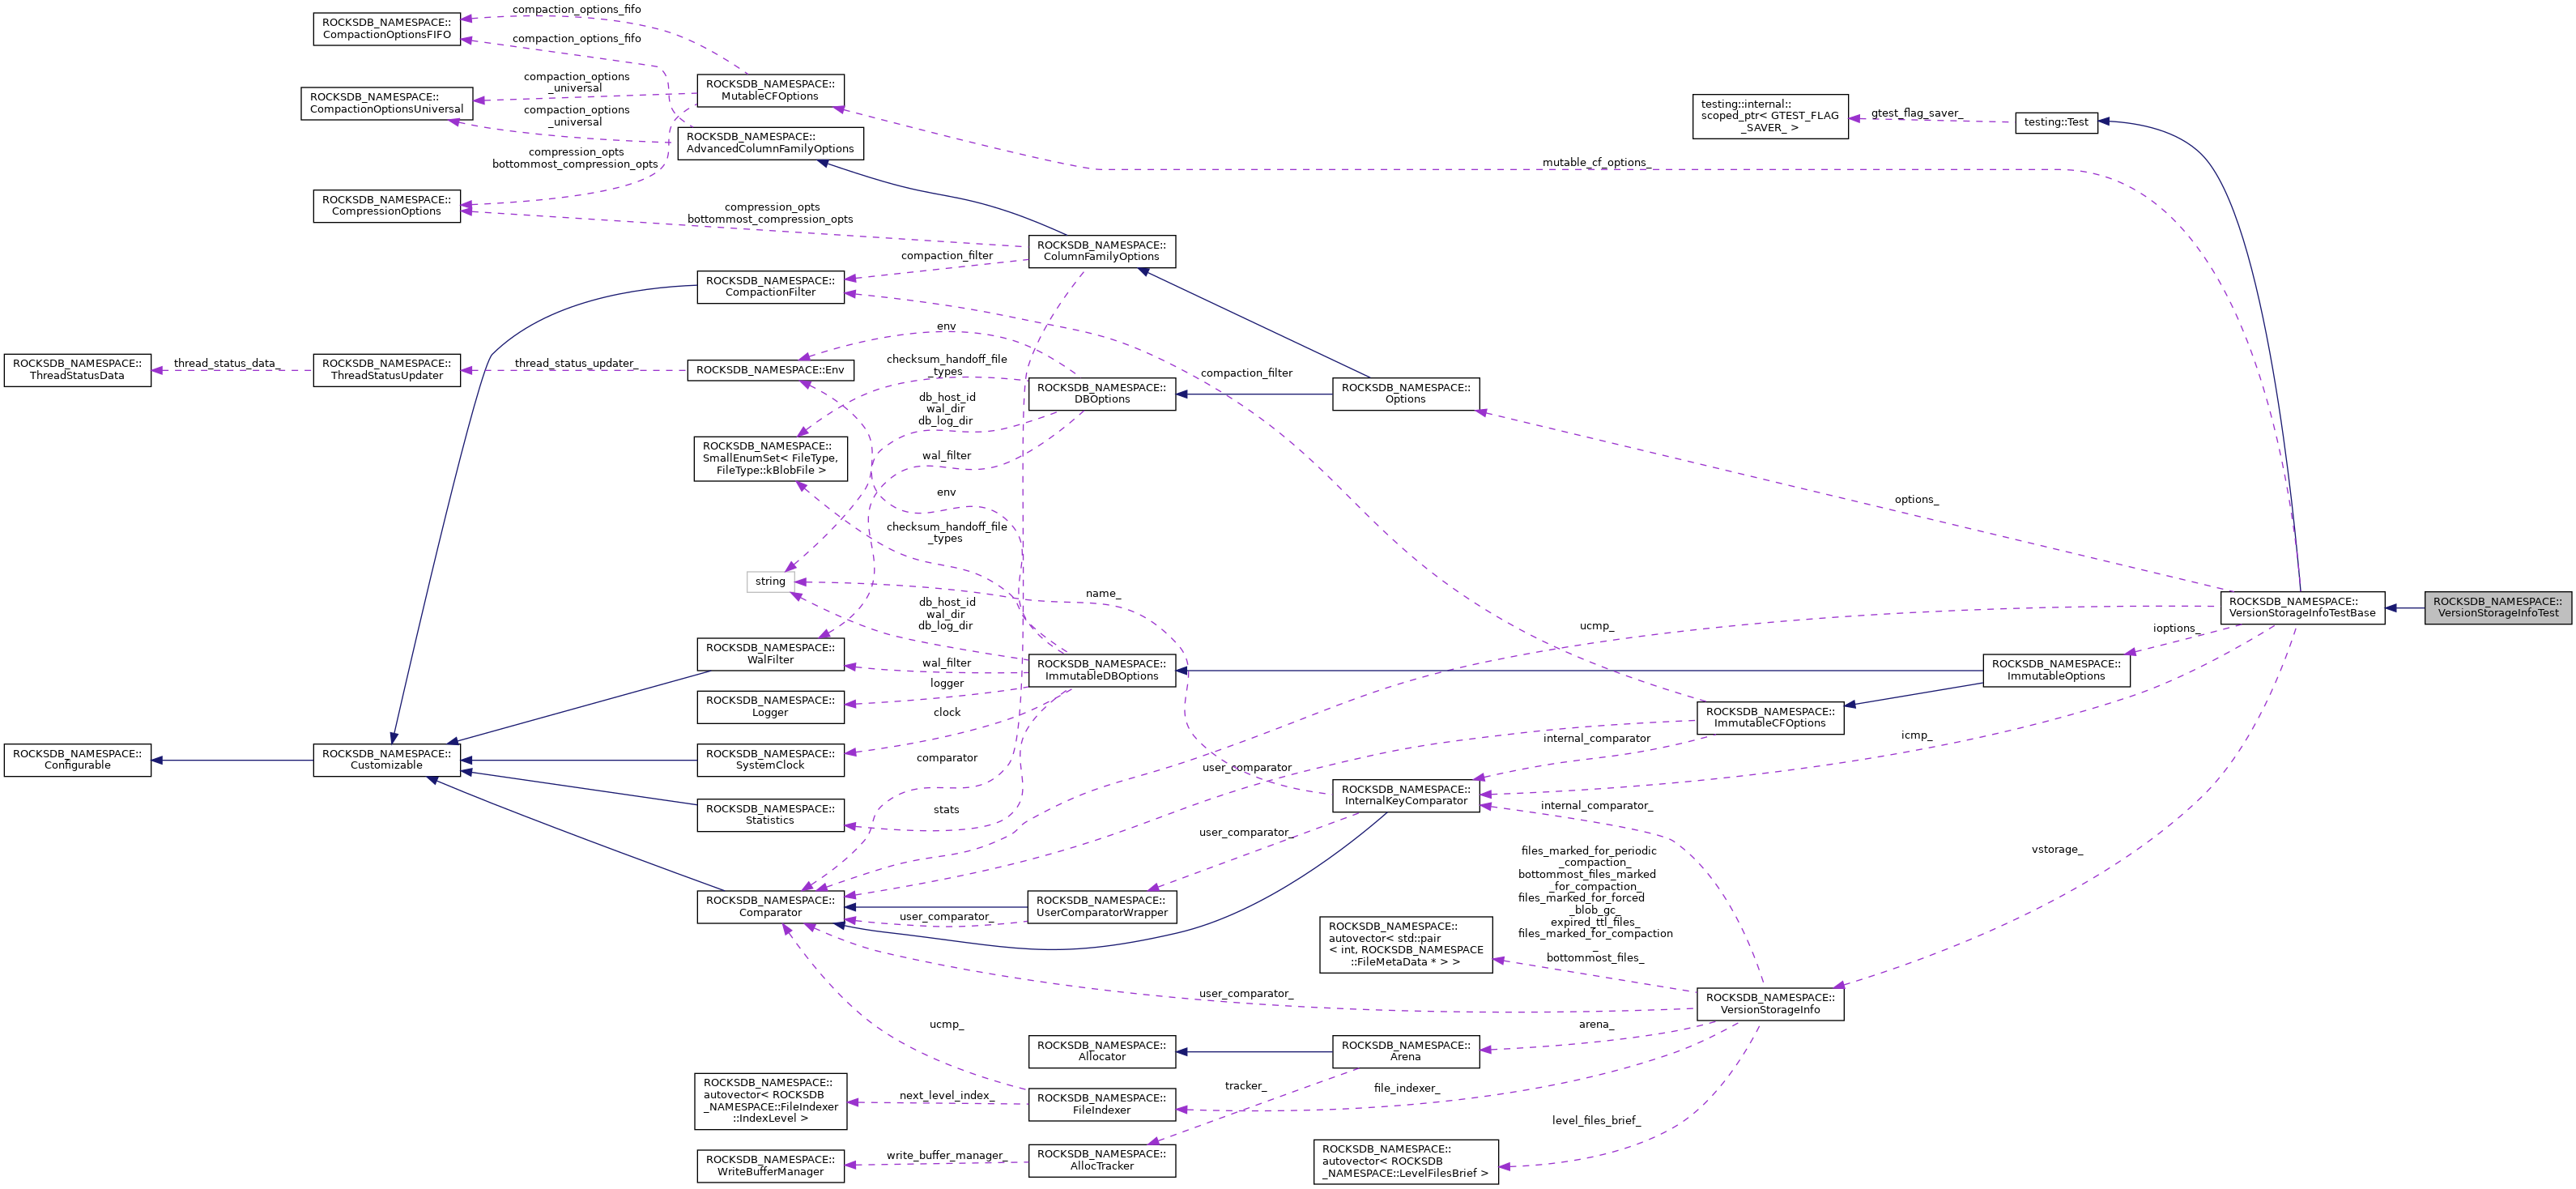 compaction_options_fifo
ROCKSDB_NAMESPACE::
CompactionOptionsFIFO
compaction_options_fifo
compaction_options
_universal
ROCKSDB_NAMESPACE::
MutableCFOptions
ROCKSDB_NAMESPACE::
CompactionOptionsUniversal
compaction_options
_universal
testing::internal::
scoped_ptr< GTEST_FLAG
_SAVER_ >
gtest_flag_saver_
testing::Test
ROCKSDB_NAMESPACE::
AdvancedColumnFamilyOptions
compression_opts
bottommost_compression_opts
mutable_cf_options_
ROCKSDB_NAMESPACE::
CompressionOptions
compression_opts
bottommost_compression_opts
ROCKSDB_NAMESPACE::
ColumnFamilyOptions
compaction_filter
ROCKSDB_NAMESPACE::
CompactionFilter
env
ROCKSDB_NAMESPACE::
ThreadStatusData
thread_status_data_
ROCKSDB_NAMESPACE::
ThreadStatusUpdater
thread_status_updater_
ROCKSDB_NAMESPACE::Env
checksum_handoff_file
_types
compaction_filter
ROCKSDB_NAMESPACE::
DBOptions
ROCKSDB_NAMESPACE::
Options
db_host_id
wal_dir
db_log_dir
ROCKSDB_NAMESPACE::
SmallEnumSet< FileType,
FileType::kBlobFile >
wal_filter
env
options_
checksum_handoff_file
_types
string
name_
db_host_id
wal_dir
db_log_dir
ucmp_
ROCKSDB_NAMESPACE::
VersionStorageInfoTestBase
ROCKSDB_NAMESPACE::
VersionStorageInfoTest
ioptions_
ROCKSDB_NAMESPACE::
WalFilter
wal_filter
ROCKSDB_NAMESPACE::
ImmutableDBOptions
ROCKSDB_NAMESPACE::
ImmutableOptions
logger
ROCKSDB_NAMESPACE::
Logger
clock
ROCKSDB_NAMESPACE::
ImmutableCFOptions
internal_comparator
icmp_
ROCKSDB_NAMESPACE::
Configurable
ROCKSDB_NAMESPACE::
Customizable
ROCKSDB_NAMESPACE::
SystemClock
comparator
user_comparator
ROCKSDB_NAMESPACE::
InternalKeyComparator
internal_comparator_
ROCKSDB_NAMESPACE::
Statistics
stats
user_comparator_
vstorage_
files_marked_for_periodic
_compaction_
bottommost_files_marked
_for_compaction_
files_marked_for_forced
_blob_gc_
expired_ttl_files_
files_marked_for_compaction
_
bottommost_files_
ROCKSDB_NAMESPACE::
Comparator
user_comparator_
ROCKSDB_NAMESPACE::
UserComparatorWrapper
ROCKSDB_NAMESPACE::
autovector< std::pair
< int, ROCKSDB_NAMESPACE
::FileMetaData * > >
user_comparator_
ROCKSDB_NAMESPACE::
VersionStorageInfo
ucmp_
arena_
ROCKSDB_NAMESPACE::
Allocator
ROCKSDB_NAMESPACE::
Arena
tracker_
file_indexer_
ROCKSDB_NAMESPACE::
autovector< ROCKSDB
_NAMESPACE::FileIndexer
::IndexLevel >
next_level_index_
ROCKSDB_NAMESPACE::
FileIndexer
level_files_brief_
ROCKSDB_NAMESPACE::
WriteBufferManager
write_buffer_manager_
ROCKSDB_NAMESPACE::
AllocTracker
ROCKSDB_NAMESPACE::
autovector< ROCKSDB
_NAMESPACE::LevelFilesBrief >